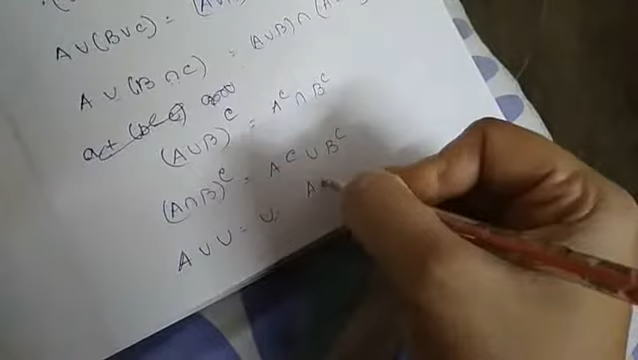 A∪(B∪C) = (A∪
A ∪ (B ∩ C) = (A∪B) ∩ (A
(A∪B)ᶜ = Aᶜ ∩ Bᶜ
(A∩B)ᶜ = Aᶜ ∪ Bᶜ
A ∪ U = U, A